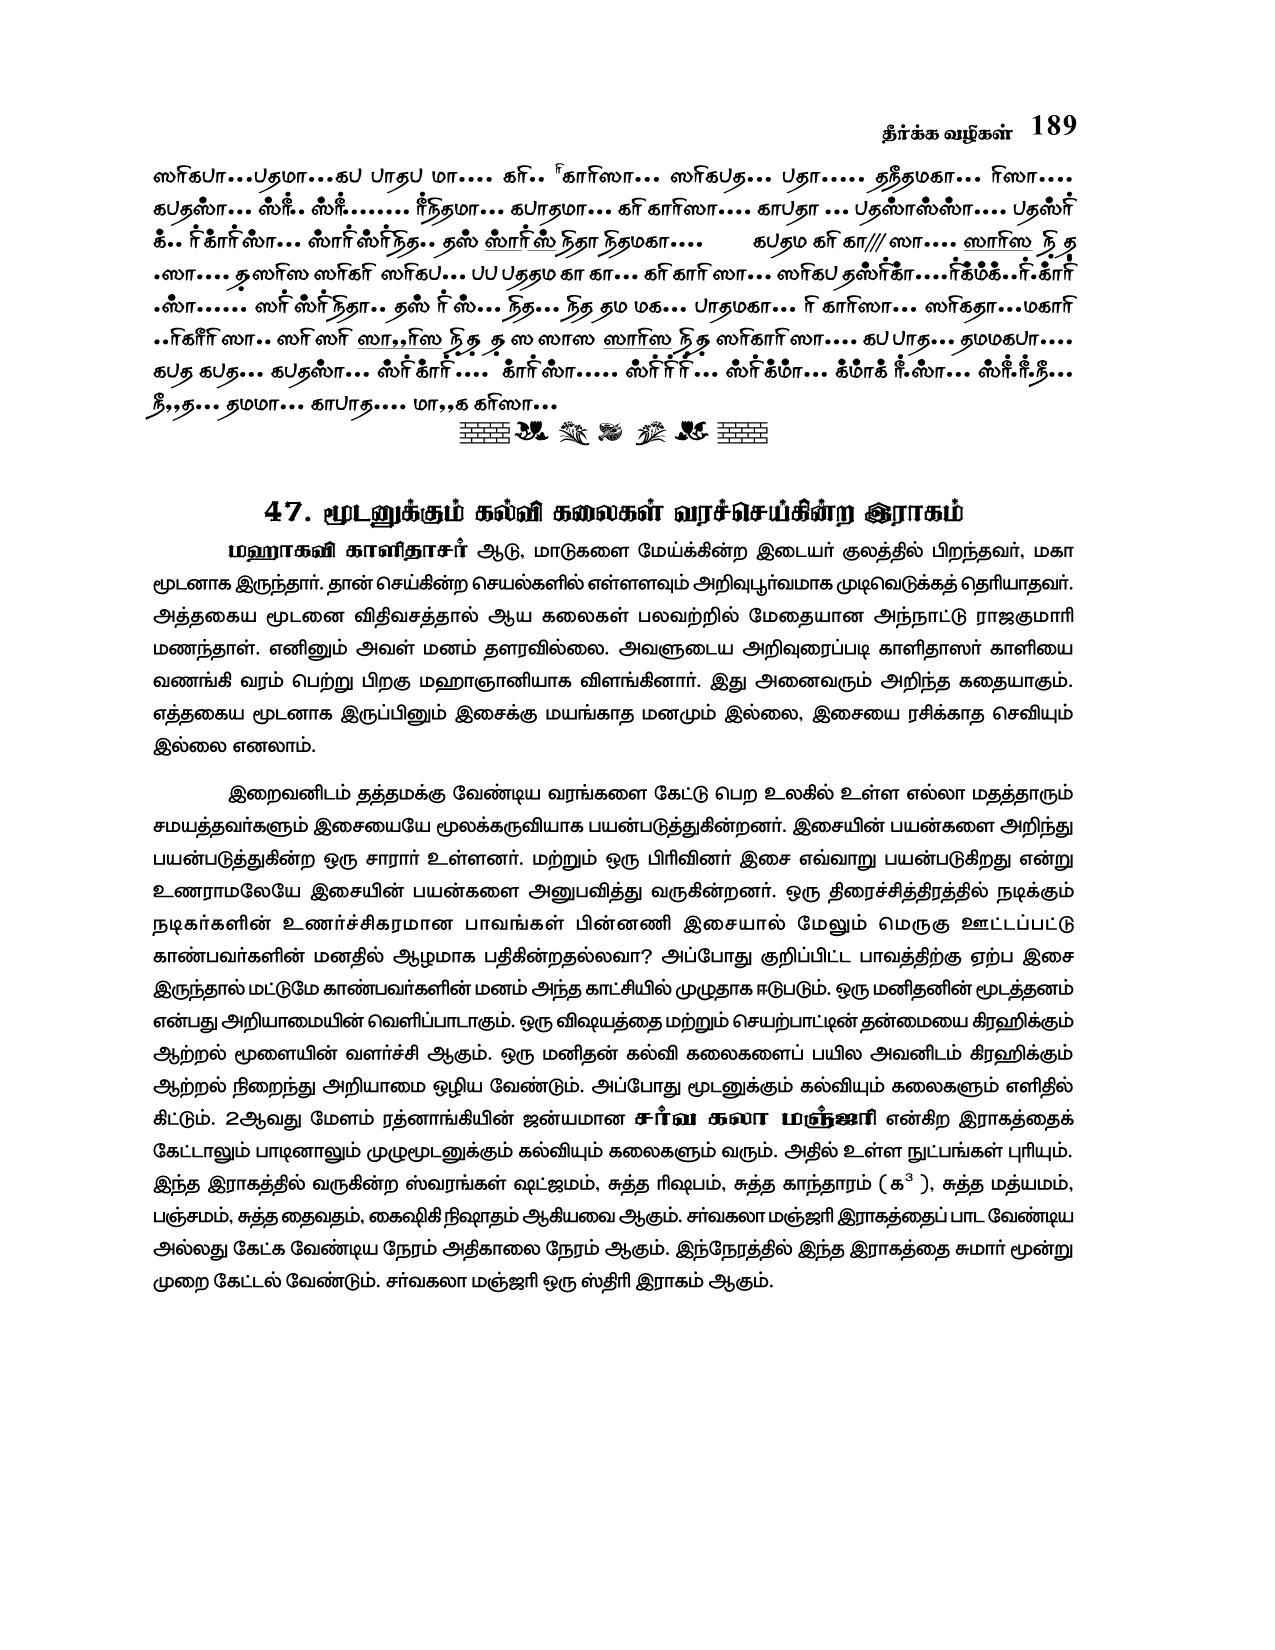 தீர்க்க வழிகள் 189
ஸரிகபா...பதமா...கப பாதப மா.... கரி.. ரிகாரிஸா... ஸரிகபத... பதா..... தநீதமகா... ரிஸா....
கபதஸா... ஸ்ரீ.. ஸ்ரீ........ ரீநிதமா... கபாதமா... கரி காரிஸா.... காபதா ... பதஸாஸ்ஸா.... பதஸ்ரி
க்.. ரிகாரிஸா... ஸாரிஸ்ரிநித.. தஸ் ஸாரிஸ் நிதா நிதமகா.... கபதம கரி கா/// ஸா.... ஸாரிஸ நி த
.ஸா.... த ஸரிஸ ஸரிகரி ஸரிகப... பப பததம கா கா... கரி காரி ஸா... ஸரிகப தஸ்ரிகா....ரிக்ம்க்..ரி.காரி
.ஸா...... ஸரி ஸ்ரிநிதா.. தஸ் ரி ஸ்... நித... நித தம மக... பாதமகா... ரி காரிஸா... ஸரிகதா...மகாரி
..ரிகரீரி ஸா.. ஸரி ஸரி ஸா,,ரிஸ நி த த ஸ ஸாஸ ஸாரிஸ நி த ஸரிகாரி ஸா.... கப பாத... தமமகபா....
கபத கபத... கபதஸா... ஸ்ரிகாரி.... காரிஸா..... ஸ்ரிரிரி... ஸ்ரிக்மா... க்மாக் ரீ.ஸா... ஸ்ரீ.ரீ.நீ...
நீ,,த... தமமா... காபாத.... மா,,க கரிஸா...
47. மூடனுக்கும் கல்வி கலைகள் வரச்செய்கின்ற இராகம்
மஹாகவி காளிதாசர் ஆடு, மாடுகளை மேய்க்கின்ற இடையர் குலத்தில் பிறந்தவர், மகா
மூடனாக இருந்தார். தான் செய்கின்ற செயல்களில் எள்ளளவும் அறிவுபூர்வமாக முடிவெடுக்கத் தெரியாதவர்.
அத்தகைய மூடனை விதிவசத்தால் ஆய கலைகள் பலவற்றில் மேதையான அந்நாட்டு ராஜகுமாரி
மணந்தாள். எனினும் அவள் மனம் தளரவில்லை. அவளுடைய அறிவுரைப்படி காளிதாஸர் காளியை
வணங்கி வரம் பெற்று பிறகு மஹாஞானியாக விளங்கினார். இது அனைவரும் அறிந்த கதையாகும்.
எத்தகைய மூடனாக இருப்பினும் இசைக்கு மயங்காத மனமும் இல்லை, இசையை ரசிக்காத செவியும்
இல்லை எனலாம்.
இறைவனிடம் தத்தமக்கு வேண்டிய வரங்களை கேட்டு பெற உலகில் உள்ள எல்லா மதத்தாரும்
சமயத்தவர்களும் இசையையே மூலக்கருவியாக பயன்படுத்துகின்றனர். இசையின் பயன்களை அறிந்து
பயன்படுத்துகின்ற ஒரு சாரார் உள்ளனர். மற்றும் ஒரு பிரிவினர் இசை எவ்வாறு பயன்படுகிறது என்று
உணராமலேயே இசையின் பயன்களை அனுபவித்து வருகின்றனர். ஒரு திரைச்சித்திரத்தில் நடிக்கும்
நடிகர்களின் உணர்ச்சிகரமான பாவங்கள் பின்னணி இசையால் மேலும் மெருகு ஊட்டப்பட்டு
காண்பவர்களின் மனதில் ஆழமாக பதிகின்றதல்லவா? அப்போது குறிப்பிட்ட பாவத்திற்கு ஏற்ப இசை
இருந்தால் மட்டுமே காண்பவர்களின் மனம் அந்த காட்சியில் முழுதாக ஈடுபடும். ஒரு மனிதனின் மூடத்தனம்
என்பது அறியாமையின் வெளிப்பாடாகும். ஒரு விஷயத்தை மற்றும் செயற்பாட்டின் தன்மையை கிரஹிக்கும்
ஆற்றல் மூளையின் வளர்ச்சி ஆகும். ஒரு மனிதன் கல்வி கலைகளைப் பயில அவனிடம் கிரஹிக்கும்
ஆற்றல் நிறைந்து அறியாமை ஒழிய வேண்டும். அப்போது மூடனுக்கும் கல்வியும் கலைகளும் எளிதில்
கிட்டும். 2ஆவது மேளம் ரத்னாங்கியின் ஜன்யமான சர்வ கலா மஞ்ஜரி என்கிற இராகத்தைக்
கேட்டாலும் பாடினாலும் முழுமூடனுக்கும் கல்வியும் கலைகளும் வரும். அதில் உள்ள நுட்பங்கள் புரியும்.
இந்த இராகத்தில் வருகின்ற ஸ்வரங்கள் ஷட்ஜமம், சுத்த ரிஷபம், சுத்த காந்தாரம் (க³ ), சுத்த மத்யமம்,
பஞ்சமம், சுத்த தைவதம், கைஷிகி நிஷாதம் ஆகியவை ஆகும். சர்வகலா மஞ்ஜரி இராகத்தைப் பாட வேண்டிய
அல்லது கேட்க வேண்டிய நேரம் அதிகாலை நேரம் ஆகும். இந்நேரத்தில் இந்த இராகத்தை சுமார் மூன்று
முறை கேட்டல் வேண்டும். சர்வகலா மஞ்ஜரி ஒரு ஸ்திரி இராகம் ஆகும்.